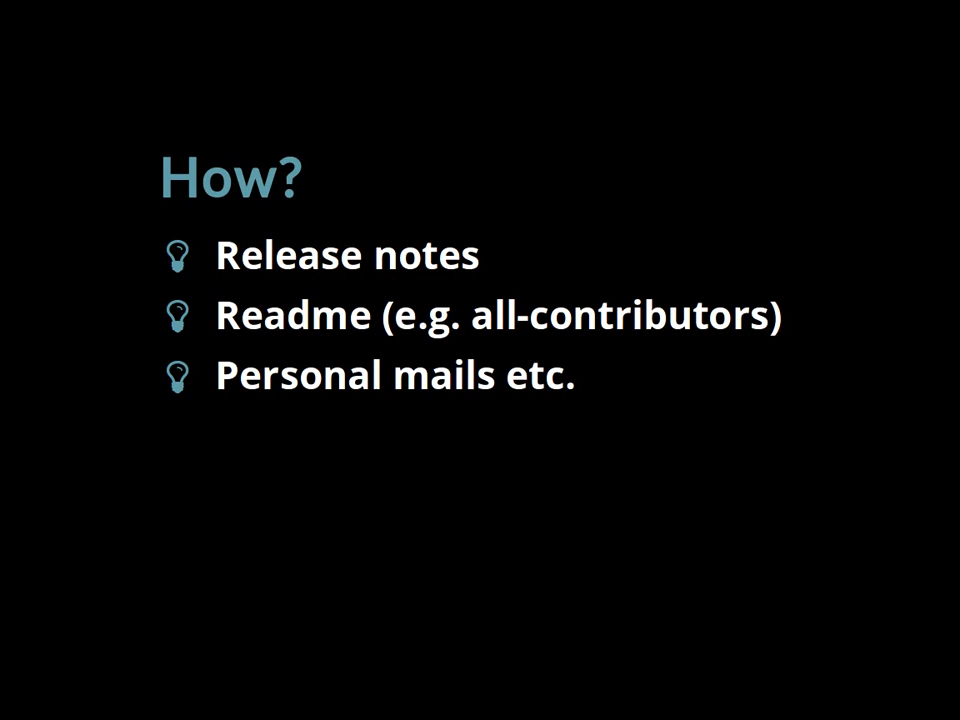 How?
Release notes
Readme (e.g. all-contributors)
Personal mails etc.